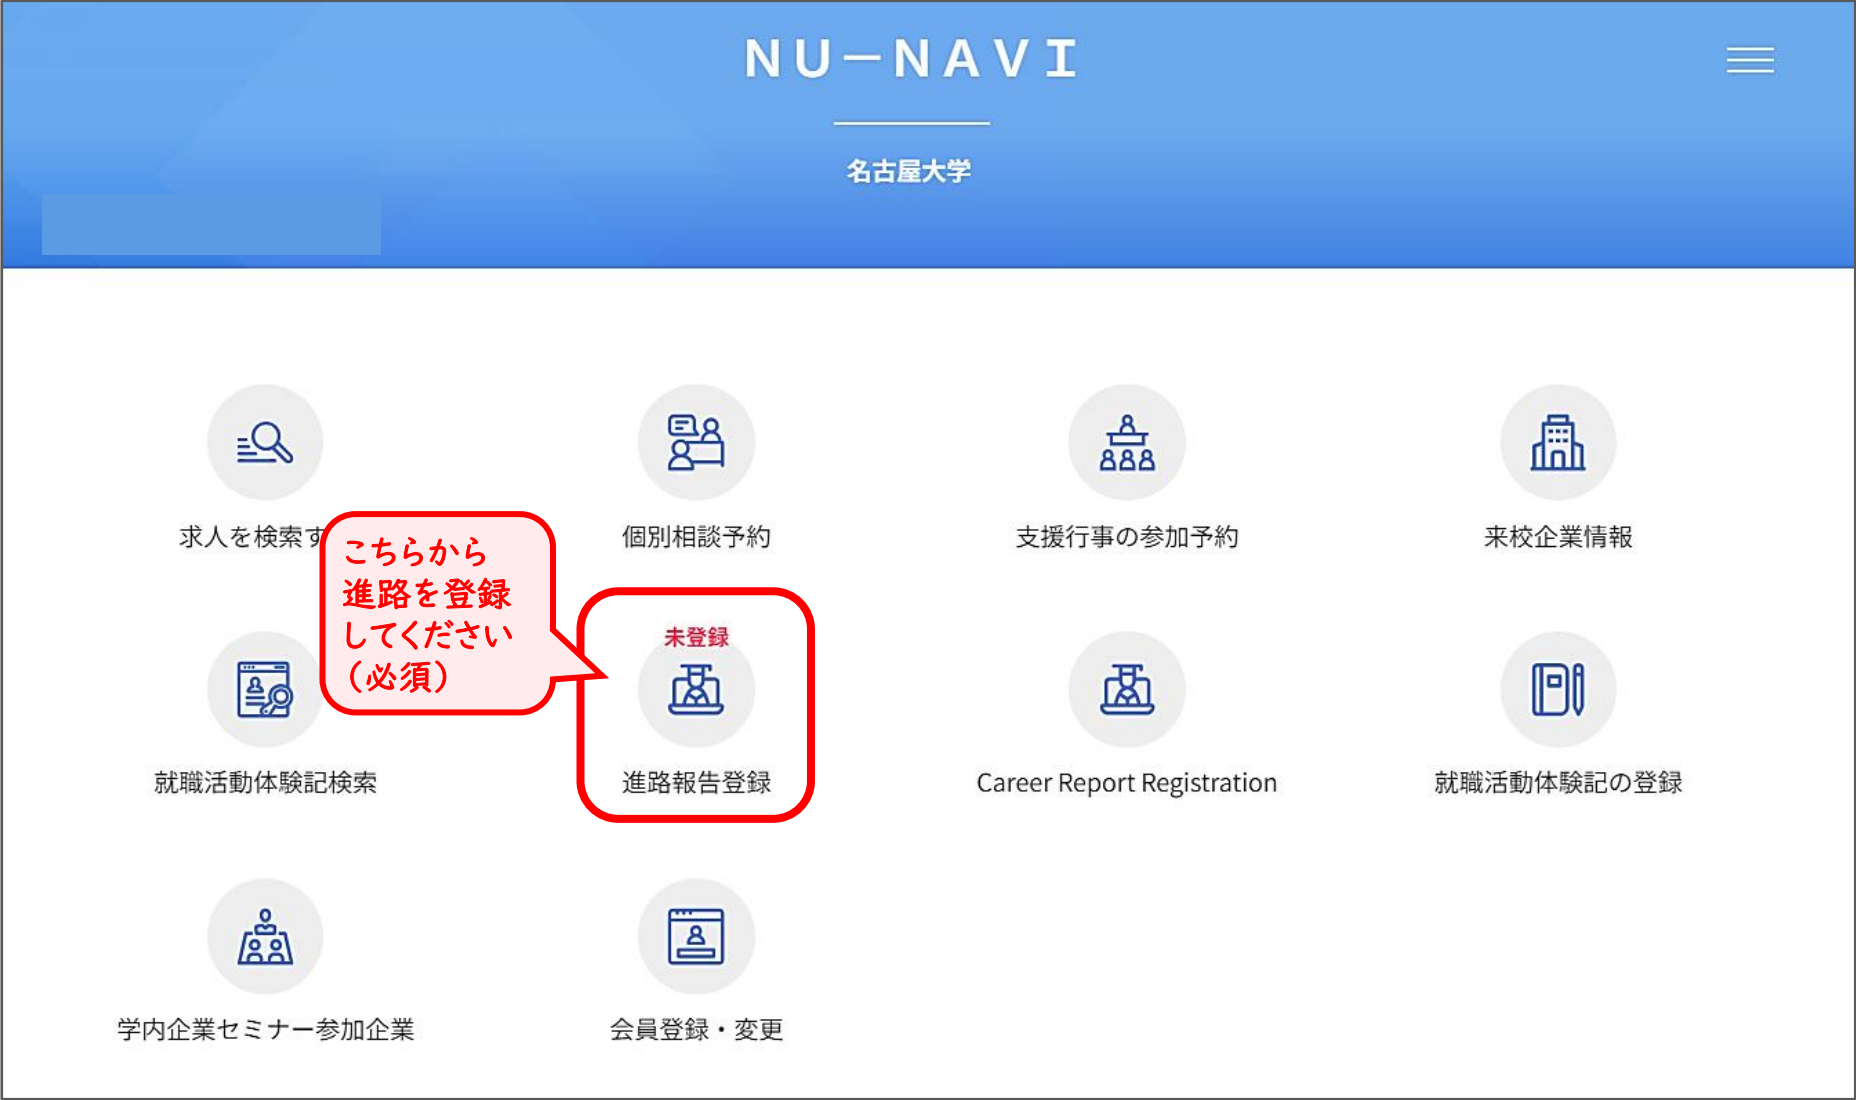 NU-NAVI
名古屋大学
求人を検索す
個別相談予約
支援行事の参加予約
来校企業情報
こちらから
進路を登録
してください
（必須）
未登録
就職活動体験記検索
進路報告登録
Career Report Registration
就職活動体験記の登録
学内企業セミナー参加企業
会員登録・変更